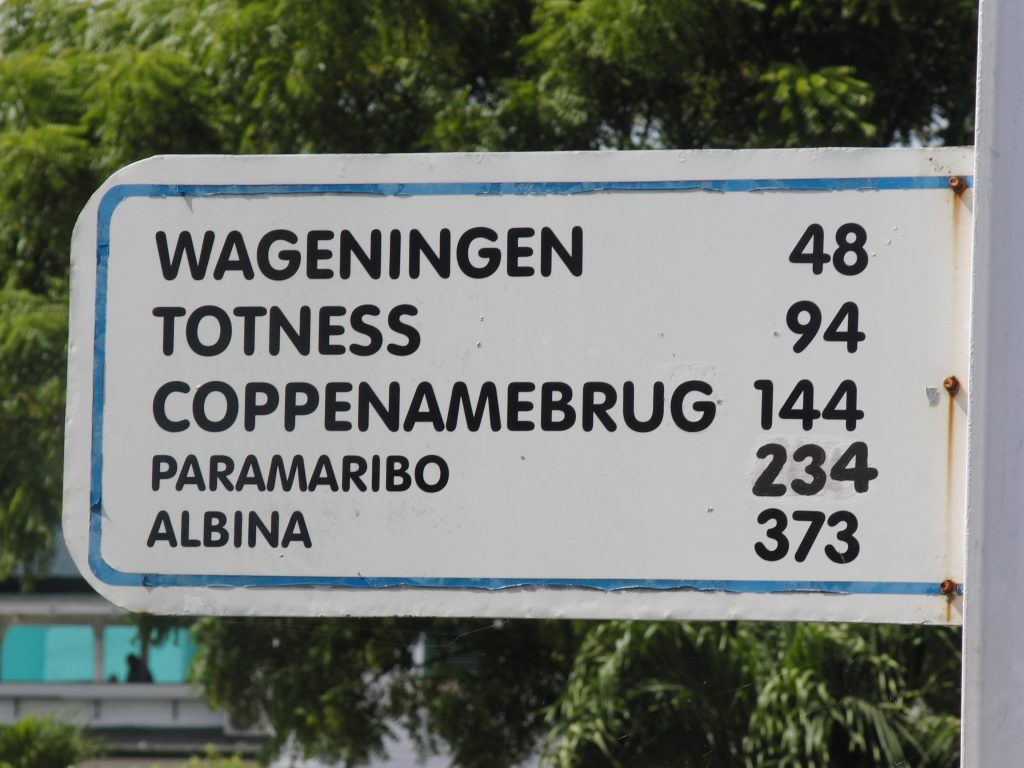 WAGENINGEN 48
TOTNESS 94
COPPENAMEBRUG 144
PARAMARIBO 234
ALBINA 373